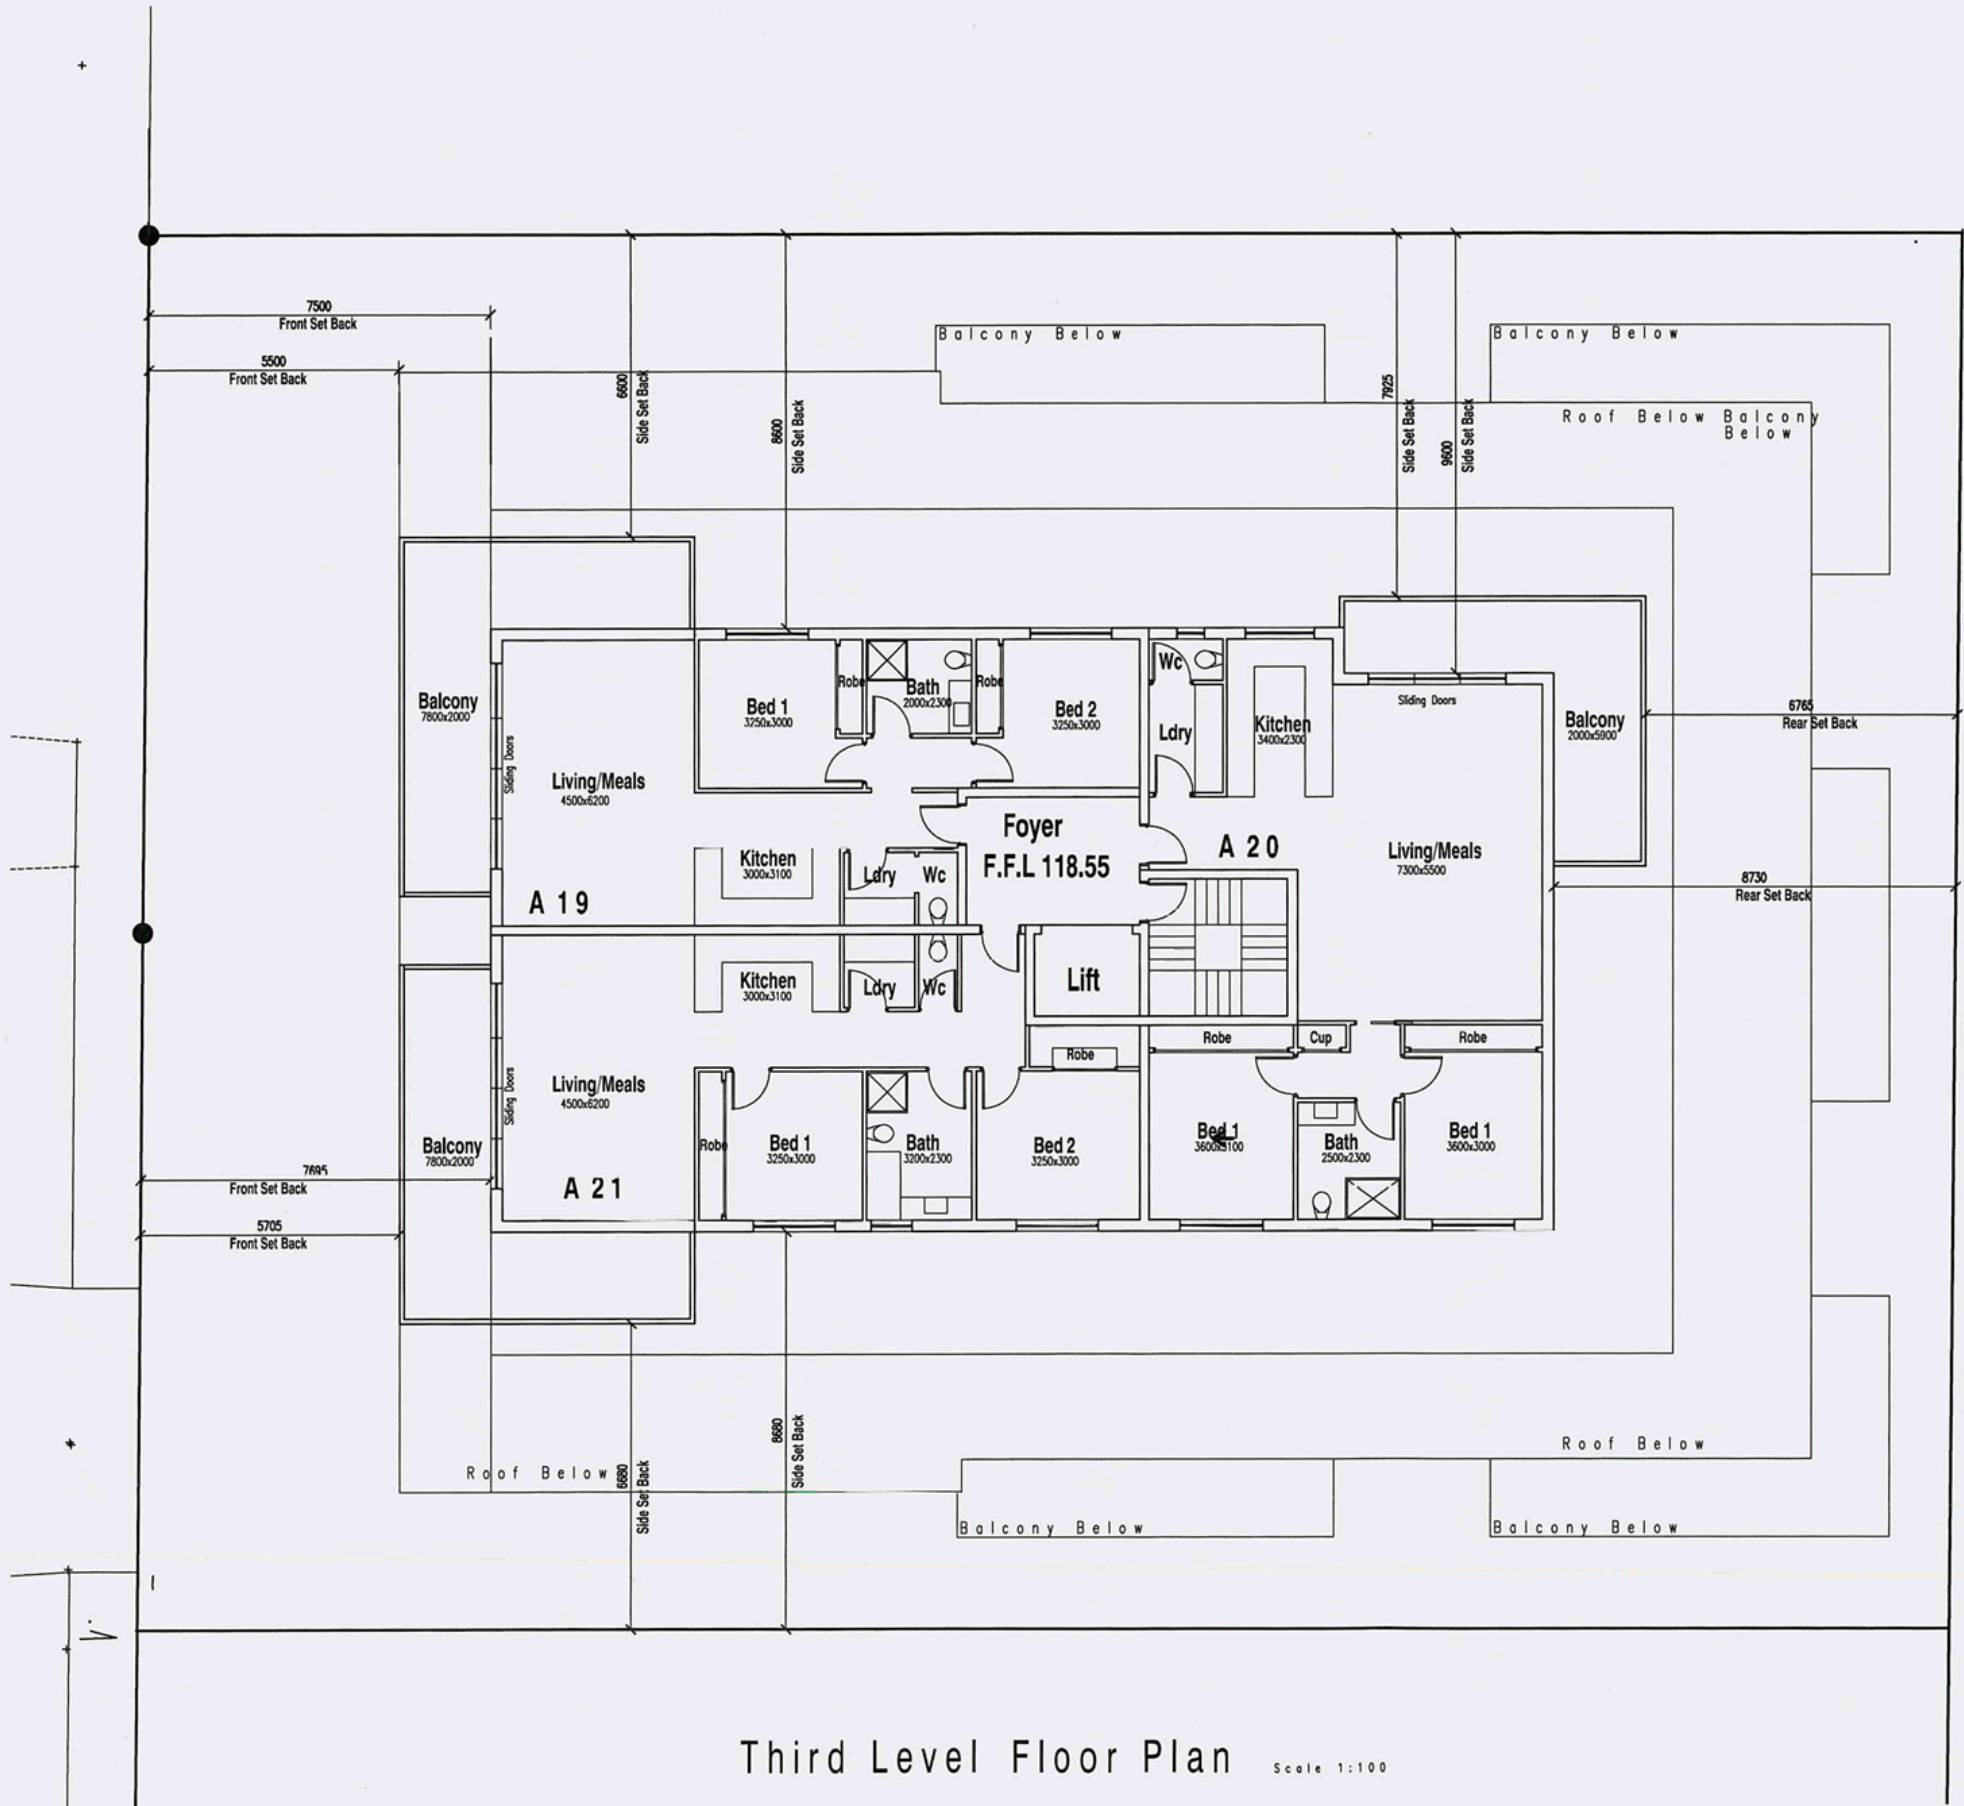 7500
Front Set Back
5500
Front Set Back
6600
Side Set Back
8600
Side Set Back
7925
Side Set Back
9600
Side Set Back
Balcony Below
Balcony Below
Roof Below Balcony
Below
Balcony
7800x2000
Sliding Doors
Living/Meals
4500x6200
Bed 1
3250x3000
Robe
Bath
2000x2300
Robe
Bed 2
3250x3000
Wc
Ldry
Kitchen
3400x2300
Sliding Doors
Balcony
2000x5900
6765
Rear Set Back
Foyer
F.F.L 118.55
A 20
Living/Meals
7300x5500
8730
Rear Set Back
Kitchen
3000x3100
Ldry
Wc
A 19
Kitchen
3000x3100
Ldry
Wc
Lift
Robe
Robe
Cup
Robe
Living/Meals
4500x6200
Sliding Doors
Balcony
7800x2000
Robe
Bed 1
3250x3000
Bath
3200x2300
Bed 2
3250x3000
Bed 1
3600x3100
Bath
2500x2300
Bed 1
3600x3000
A 21
7695
Front Set Back
5705
Front Set Back
8680
Side Set Back
6680
Side Set Back
Roof Below
Roof Below
Balcony Below
Balcony Below
Third Level Floor Plan Scale 1:100